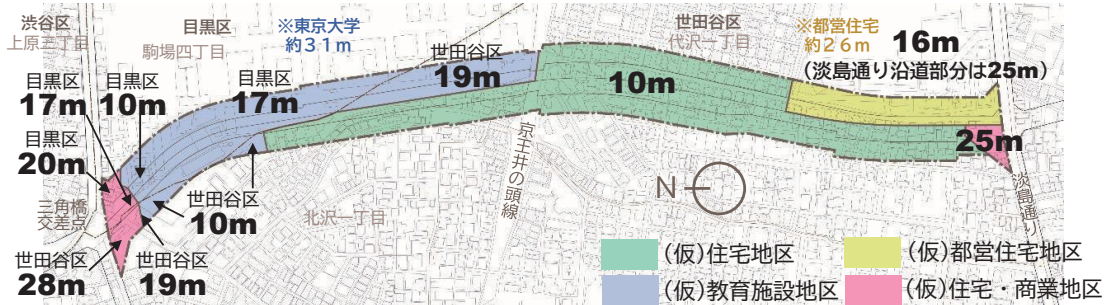 渋谷区
上原三丁目
目黒区
駒場四丁目
※東京大学
約31m
世田谷区
代沢一丁目
※都営住宅
約26m
16m
(淡島通り沿道部分は25m)
世田谷区
19m
目黒区
17m
目黒区
10m
目黒区
17m
10m
25m
目黒区
20m
三角橋
交差点
世田谷区
10m
北沢一丁目
京王井の頭線
N
淡島通り
世田谷区
28m
世田谷区
19m
(仮)住宅地区
(仮)都営住宅地区
(仮)教育施設地区
(仮)住宅・商業地区